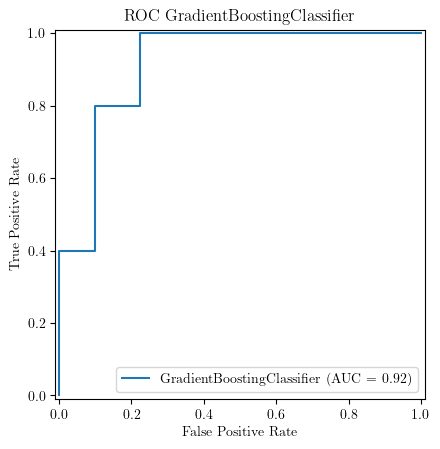 ROC GradientBoostingClassifier
1.0
0.8
0.6
0.4
0.2
0.0
True Positive Rate
GradientBoostingClassifier (AUC = 0.92)
0.0 0.2 0.4 0.6 0.8 1.0
False Positive Rate